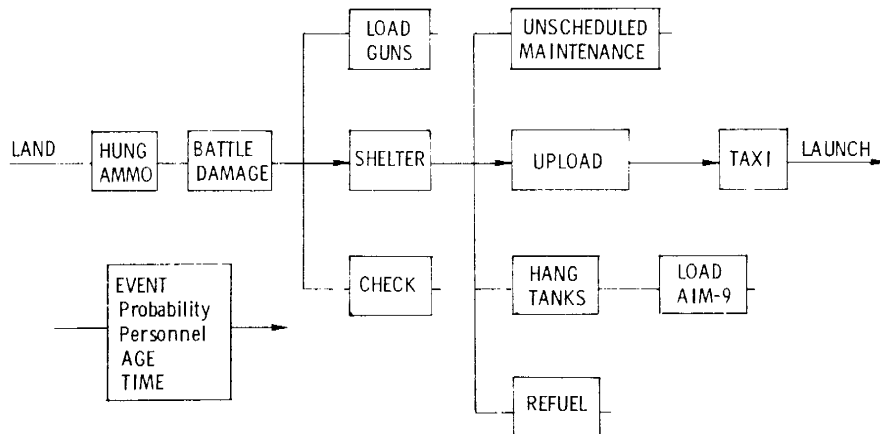 LOAD
GUNS
UNSCHEDULED
MAINTENANCE
LAND
HUNG
AMMO
BATTLE
DAMAGE
SHELTER
UPLOAD
TAXI
LAUNCH
CHECK
HANG
TANKS
LOAD
AIM-9
EVENT
Probability
Personnel
AGE
TIME
REFUEL